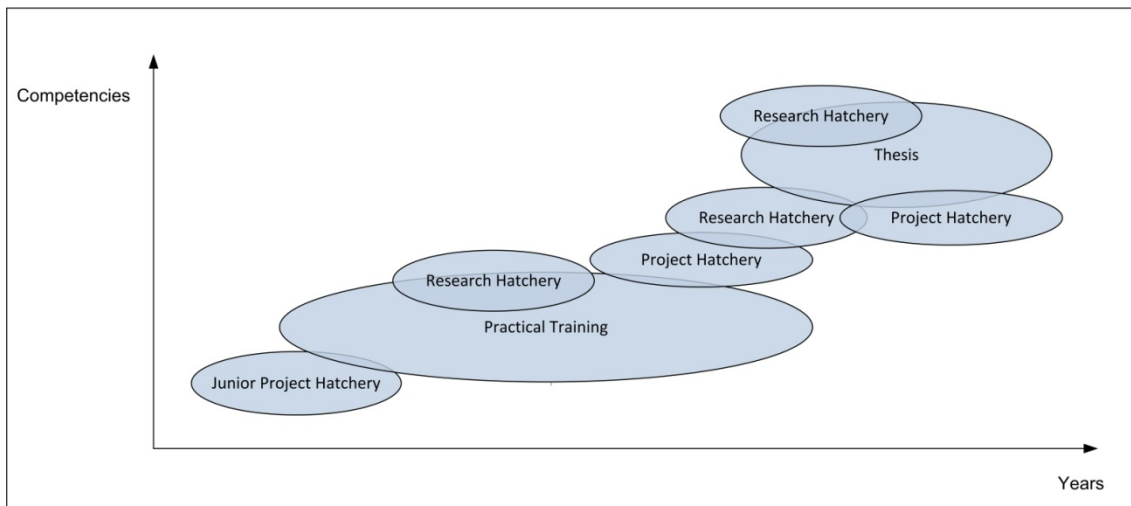 Competencies
Research Hatchery
Thesis
Research Hatchery
Project Hatchery
Project Hatchery
Research Hatchery
Practical Training
Junior Project Hatchery
Years